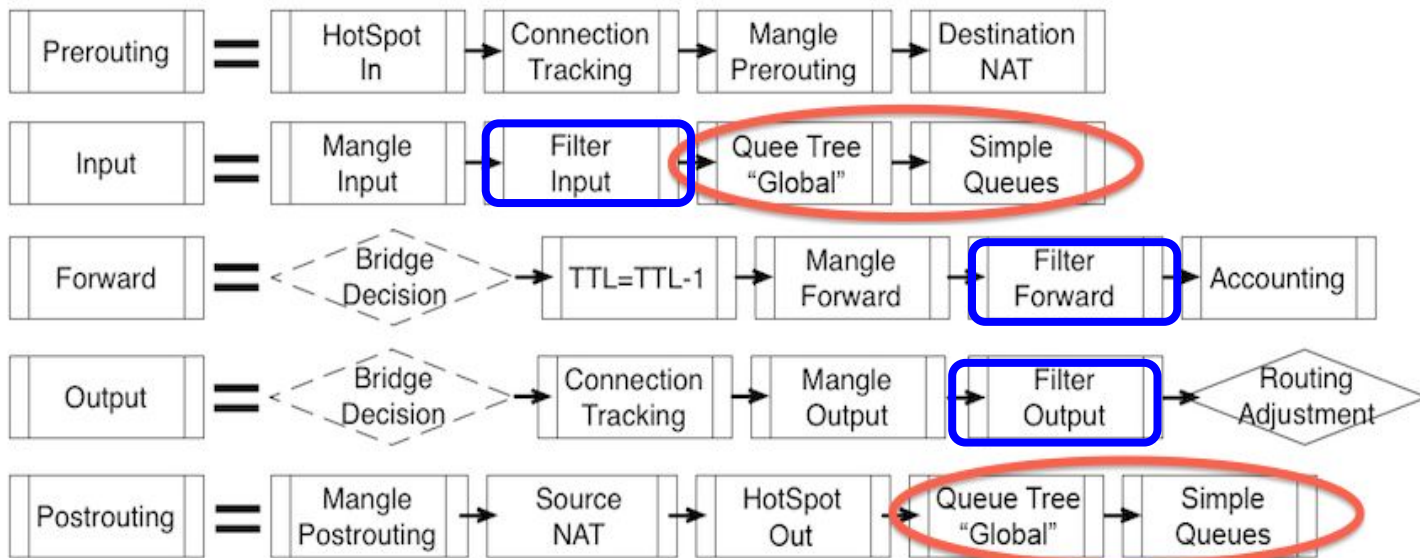 Prerouting
=
HotSpot
In
Connection
Tracking
Mangle
Prerouting
Destination
NAT
Input
=
Mangle
Input
Filter
Input
Quee Tree
“Global”
Simple
Queues
Forward
=
Bridge
Decision
TTL=TTL-1
Mangle
Forward
Filter
Forward
Accounting
Output
=
Bridge
Decision
Connection
Tracking
Mangle
Output
Filter
Output
Routing
Adjustment
Postrouting
=
Mangle
Postrouting
Source
NAT
HotSpot
Out
Queue Tree
“Global”
Simple
Queues